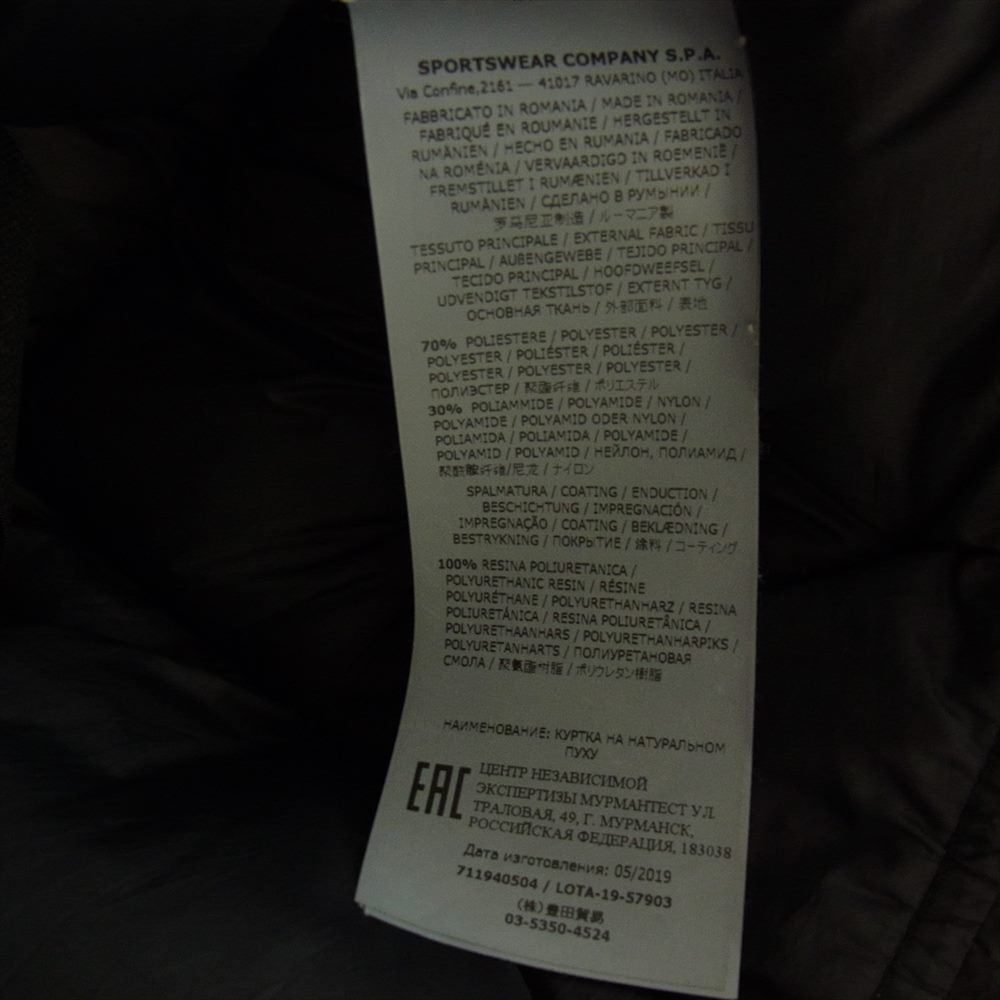 SPORTSWEAR COMPANY S.P.A.
Via Confine,2161 — 41017 RAVARINO (MO) ITALIA
FABBRICATO IN ROMANIA / MADE IN ROMANIA /
FABRIQUÉ EN ROUMANIE / HERGESTELLT IN
RUMÄNIEN / HECHO EN RUMANIA / FABRICADO
NA ROMÉNIA / VERVAARDIGD IN ROEMENIË /
FREMSTILLET I RUMÆNIEN / TILLVERKAD I
RUMÄNIEN / СДЕЛАНО В РУМЫНИИ /
罗马尼亚制造 / ルーマニア製
TESSUTO PRINCIPALE / EXTERNAL FABRIC / TISSU
PRINCIPAL / AUßENGEWEBE / TEJIDO PRINCIPAL /
TECIDO PRINCIPAL / HOOFDWEEFSEL /
UDVENDIGT TEKSTILSTOF / EXTERNT TYG /
ОСНОВНАЯ ТКАНЬ / 外部面料 / 表地
70% POLIESTERE / POLYESTER / POLYESTER /
POLYESTER / POLIÉSTER / POLIÉSTER /
POLYESTER / POLYESTER / POLYESTER /
ПОЛИЭСТЕР / 聚酯纤维 / ポリエステル
30% POLIAMMIDE / POLYAMIDE / NYLON /
POLYAMIDE / POLYAMID ODER NYLON /
POLIAMIDA / POLIAMIDA / POLYAMIDE /
POLYAMID / POLYAMID / НЕЙЛОН, ПОЛИАМИД /
聚酰胺纤维/尼龙 / ナイロン
SPALMATURA / COATING / ENDUCTION /
BESCHICHTUNG / IMPREGNACIÓN /
IMPREGNAÇÃO / COATING / BEKLÆDNING /
BESTRYKNING / ПОКРЫТИЕ / 涂料 / コーティング
100% RESINA POLIURETANICA /
POLYURETHANIC RESIN / RÉSINE
POLYURÉTHANE / POLYURETHANHARZ / RESINA
POLIURETÁNICA / RESINA POLIURETÂNICA /
POLYURETHAANHARS / POLYURETHANHARPIKS /
POLYURETANHARTS / ПОЛИУРЕТАНОВАЯ
СМОЛА / 聚氨酯树脂 / ポリウレタン樹脂
НАИМЕНОВАНИЕ: КУРТКА НА НАТУРАЛЬНОМ
ПУХУ
EAC
ЦЕНТР НЕЗАВИСИМОЙ
ЭКСПЕРТИЗЫ МУРМАНТЕСТ УЛ.
ТРАЛОВАЯ, 49, Г. МУРМАНСК,
РОССИЙСКАЯ ФЕДЕРАЦИЯ, 183038
Дата изготовления: 05/2019
711940504 / LOTA-19-57903
(株)豊田貿易
03-5350-4524